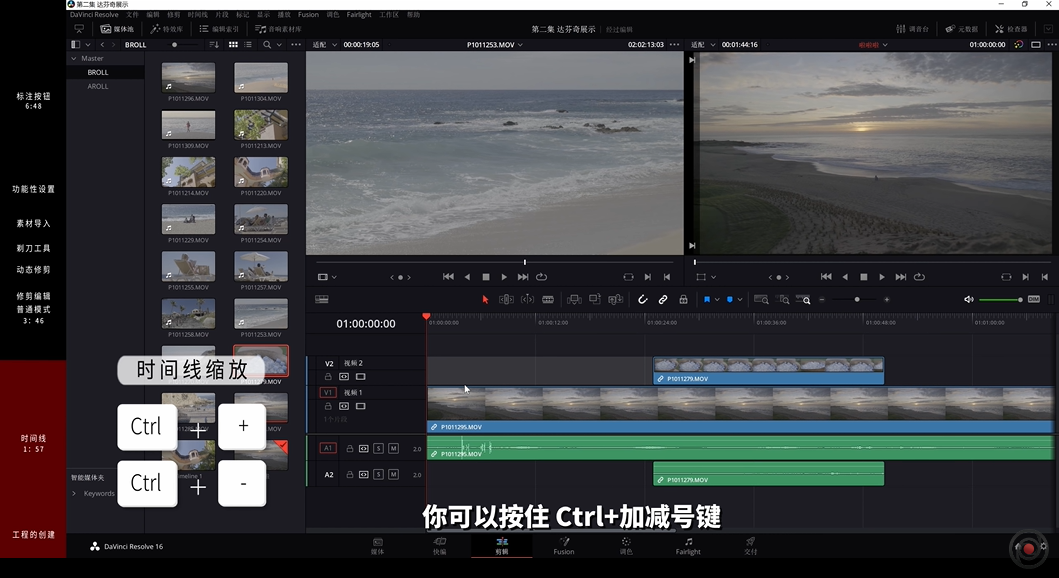 第二集 达芬奇展示
DaVinci Resolve 文件 编辑 修剪 时间线 片段 标记 显示 播放 Fusion 调色 Fairlight 工作区 帮助
媒体池 特效库 编辑索引 音响素材库 第二集 达芬奇展示 经过编辑 调音台 元数据 检查器
BROLL 适配 00:00:19:05 P1011253.MOV 02:02:13:03 适配 00:01:44:16 啦啦啦 01:00:00:00
Master
BROLL
AROLL
P1011296.MOV P1011304.MOV
P1011309.MOV P1011213.MOV
P1011214.MOV P1011220.MOV
P1011229.MOV P1011254.MOV
P1011255.MOV P1011257.MOV
P1011258.MOV P1011253.MOV
标注按钮
6:48
功能性设置
素材导入
剃刀工具
动态修剪
修剪编辑
普通模式
3:46
时间线
1:57
工程的创建
时间线缩放
Ctrl + +
Ctrl + -
智能媒体夹
Keywords
01:00:00:00
01:00:00:00 01:00:12:00 01:00:24:00 01:00:36:00 01:00:48:00 01:01:00:00
DIM
V2 视频 2
P1011279.MOV
V1 视频 1
P1011295.MOV
A1 S M 2.0
P1011295.MOV
A2 S M 2.0
P1011279.MOV
你可以按住 Ctrl+加减号键
DaVinci Resolve 16
媒体 快编 剪辑 Fusion 调色 Fairlight 交付